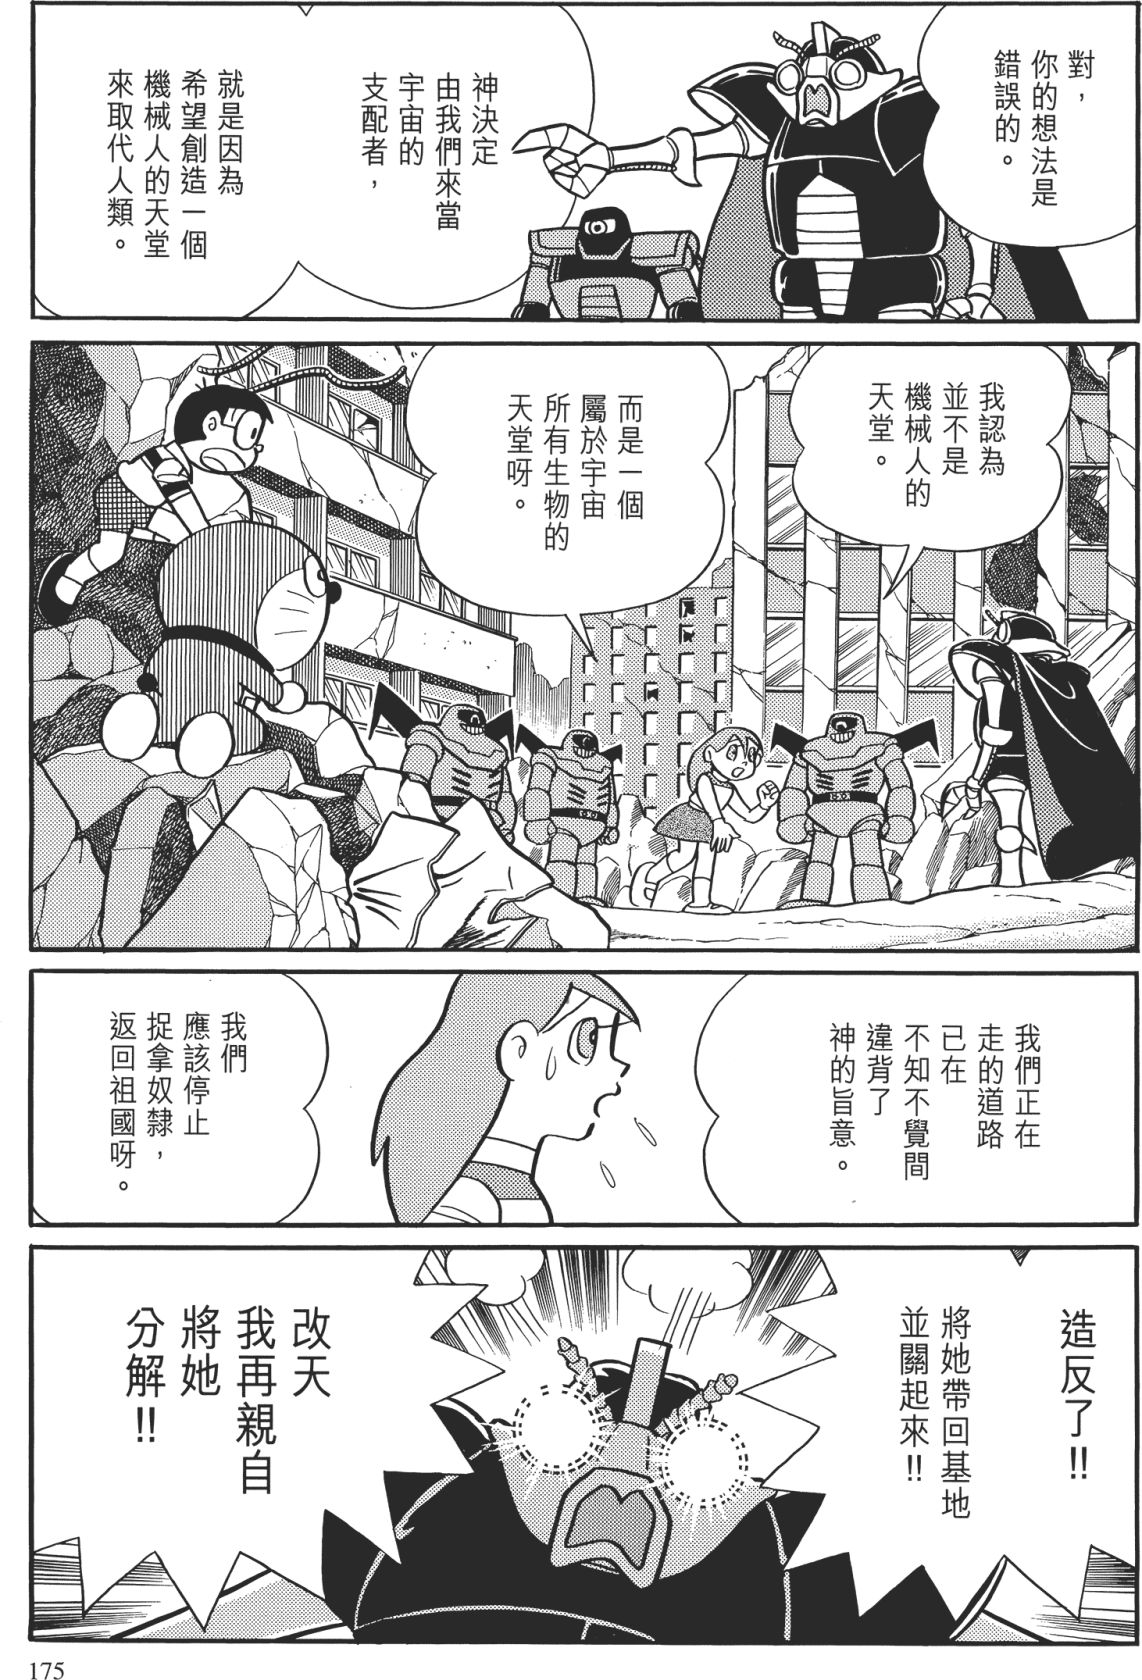 對，
你的想法是
錯誤的。
神決定
由我們來當
宇宙的
支配者，
就是因為
希望創造一個
機械人的天堂
來取代人類。
我認為
並不是
機械人的
天堂。
而是一個
屬於宇宙
所有生物的
天堂呀。
我們正在
走的道路
已在
不知不覺間
違背了
神的旨意。
我們
應該停止
捉拿奴隸，
返回祖國呀。
造反了!!
將她帶回基地
並關起來!!
改天
我再親自
將她
分解!!
175